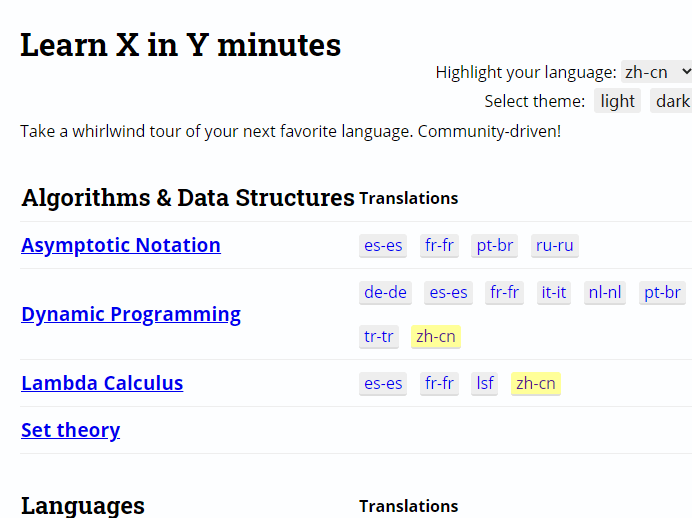 Learn X in Y minutes
Highlight your language: zh-cn
Select theme: light dark
Take a whirlwind tour of your next favorite language. Community-driven!
Algorithms & Data Structures Translations
Asymptotic Notation es-es fr-fr pt-br ru-ru
Dynamic Programming de-de es-es fr-fr it-it nl-nl pt-br
tr-tr zh-cn
Lambda Calculus es-es fr-fr lsf zh-cn
Set theory
Languages Translations